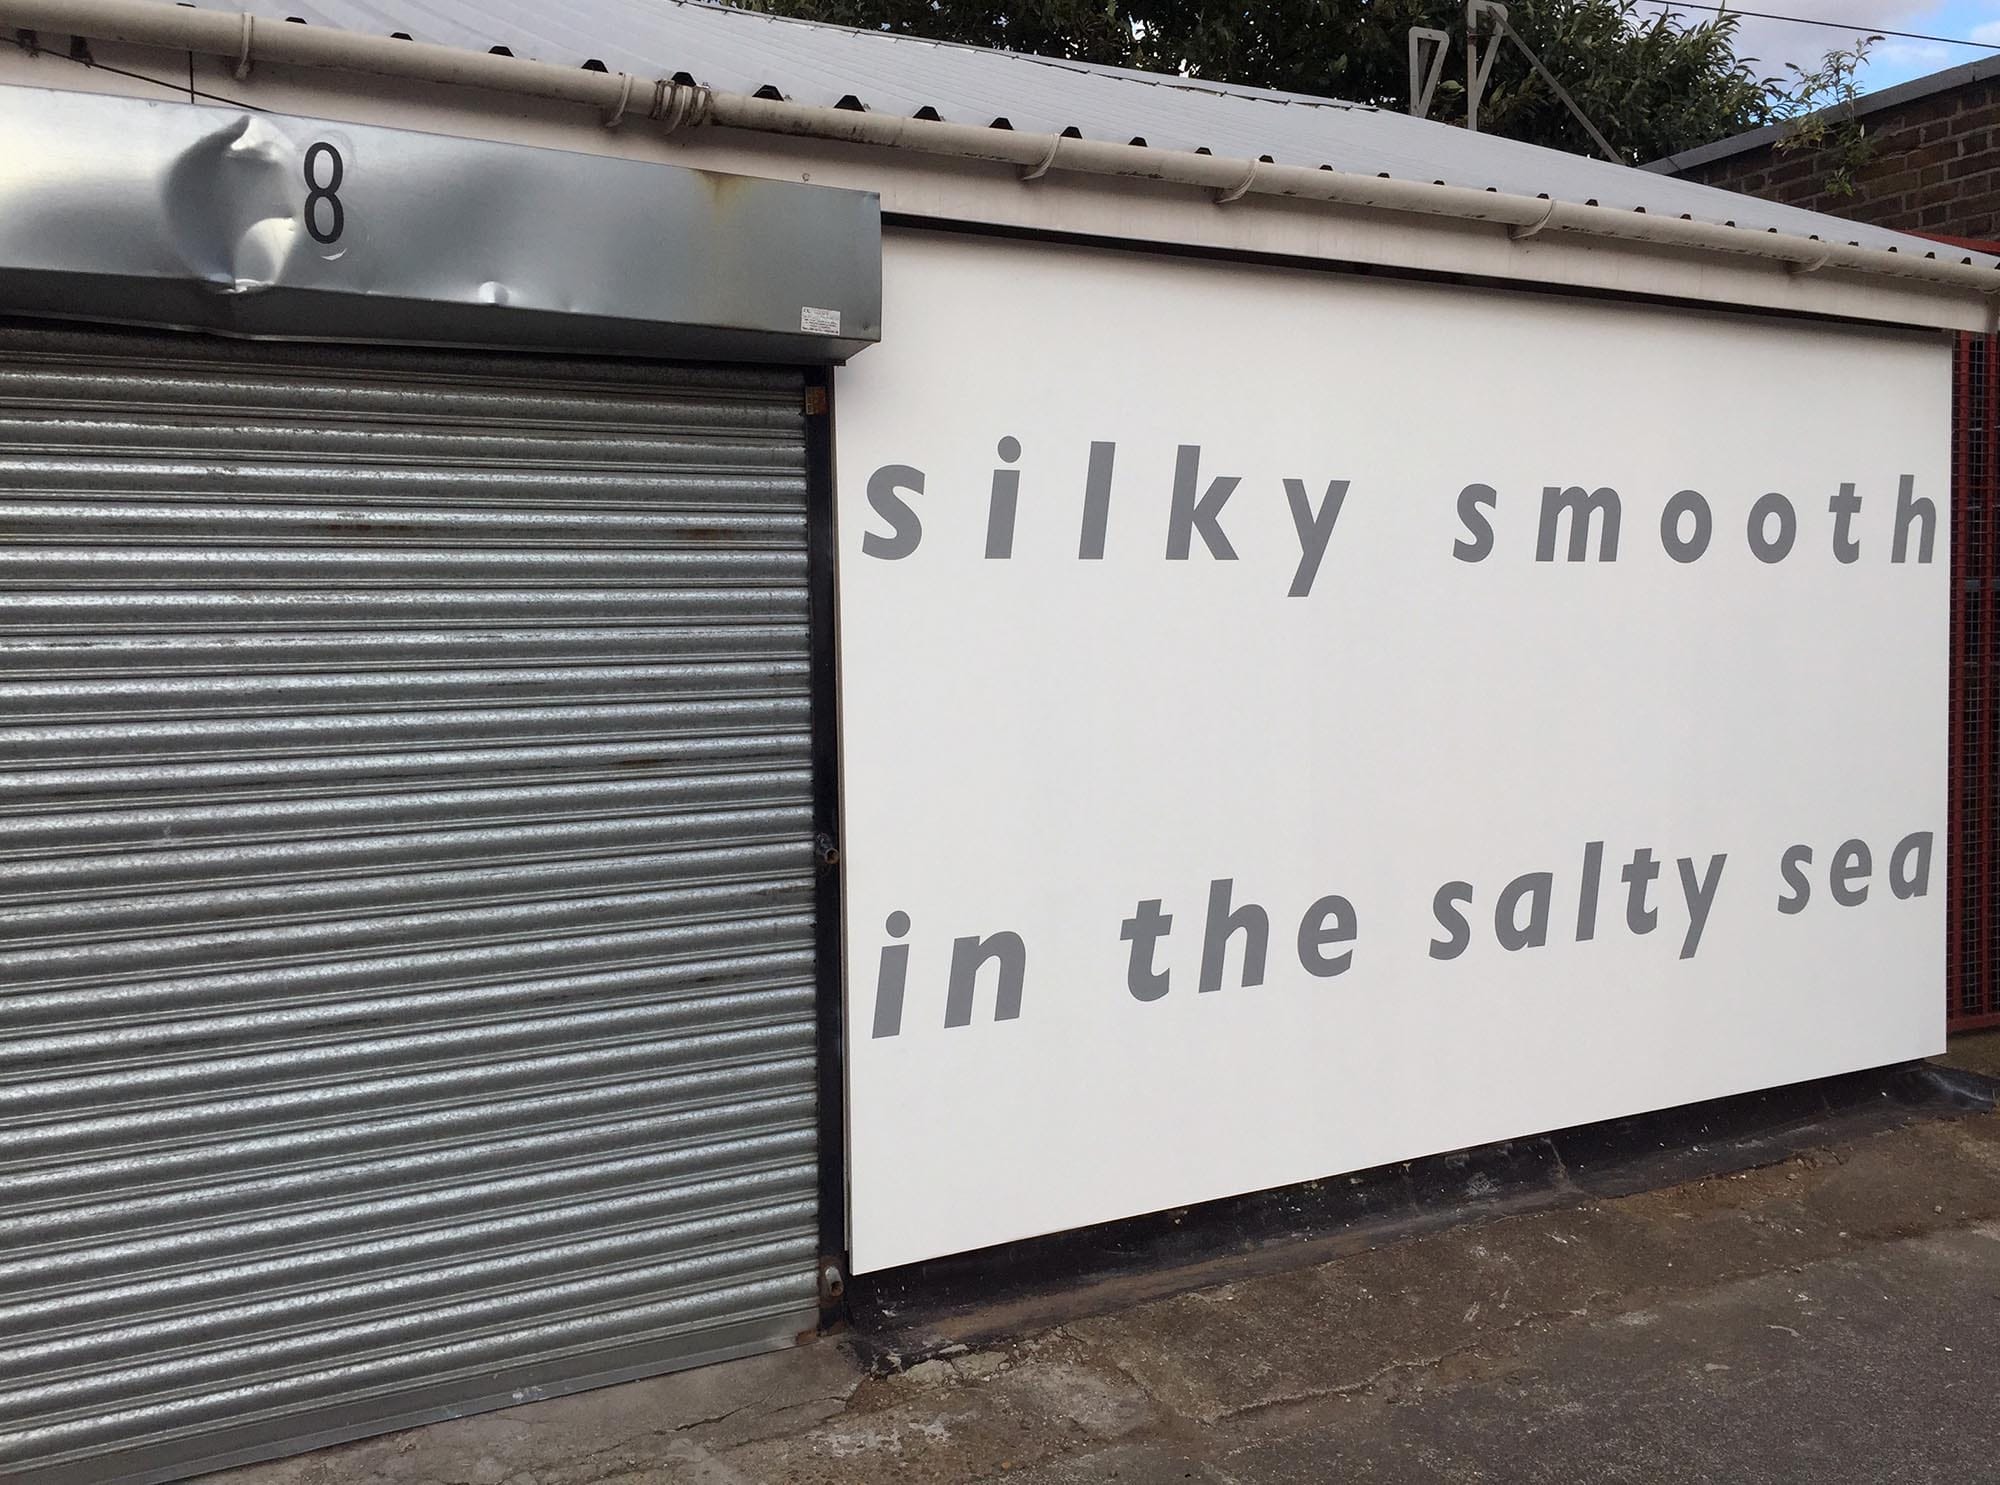 8
silky smooth
in the salty sea